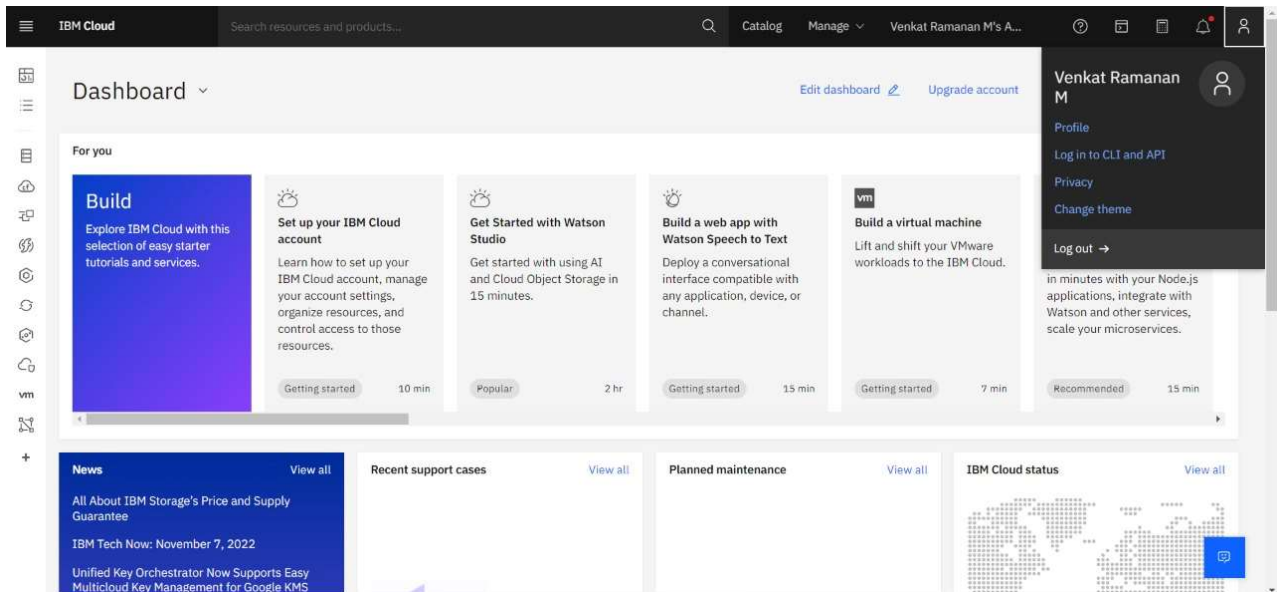 IBM Cloud
Search resources and products...
Catalog
Manage
Venkat Ramanan M's A...
Dashboard
Edit dashboard
Upgrade account
Venkat Ramanan
M
Profile
Log in to CLI and API
Privacy
Change theme
Log out →
For you
Build
Explore IBM Cloud with this
selection of easy starter
tutorials and services.
Set up your IBM Cloud
account
Learn how to set up your
IBM Cloud account, manage
your account settings,
organize resources, and
control access to those
resources.
Getting started
10 min
Get Started with Watson
Studio
Get started with using AI
and Cloud Object Storage in
15 minutes.
Popular
2 hr
Build a web app with
Watson Speech to Text
Deploy a conversational
interface compatible with
any application, device, or
channel.
Getting started
15 min
vm
Build a virtual machine
Lift and shift your VMware
workloads to the IBM Cloud.
Getting started
7 min
in minutes with your Node.js
applications, integrate with
Watson and other services,
scale your microservices.
Recommended
15 min
vm
News
View all
All About IBM Storage's Price and Supply
Guarantee
IBM Tech Now: November 7, 2022
Unified Key Orchestrator Now Supports Easy
Multicloud Key Management for Google KMS
Recent support cases
View all
Planned maintenance
View all
IBM Cloud status
View all